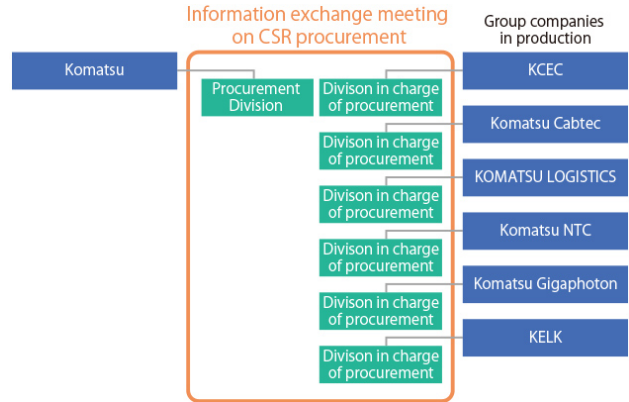 Information exchange meeting
on CSR procurement
Group companies
in production
Komatsu
Procurement
Division
Divison in charge
of procurement
KCEC
Divison in charge
of procurement
Komatsu Cabtec
Divison in charge
of procurement
KOMATSU LOGISTICS
Divison in charge
of procurement
Komatsu NTC
Divison in charge
of procurement
Komatsu Gigaphoton
Divison in charge
of procurement
KELK